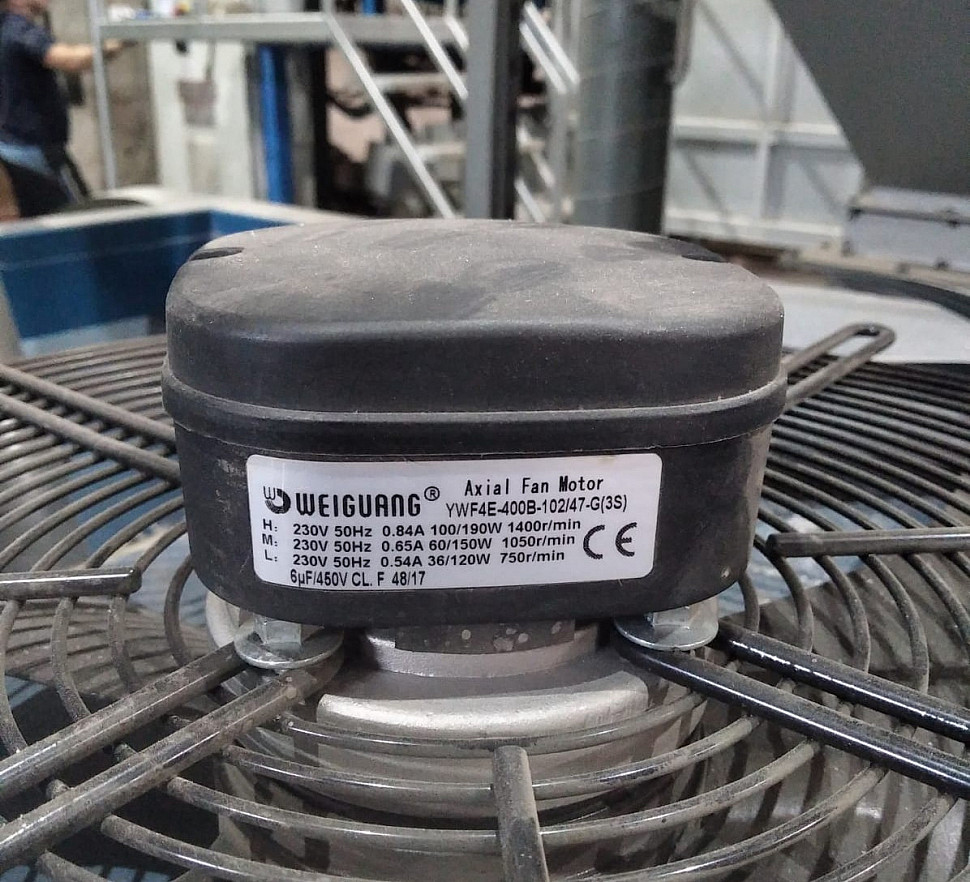 WEIGUANG® Axial Fan Motor
YWF4E-400B-102/47-G(3S)
H: 230V 50Hz 0.84A 100/190W 1400r/min
M: 230V 50Hz 0.65A 60/150W 1050r/min
L: 230V 50Hz 0.54A 36/120W 750r/min
CE
6µF/450V CL. F 48/17